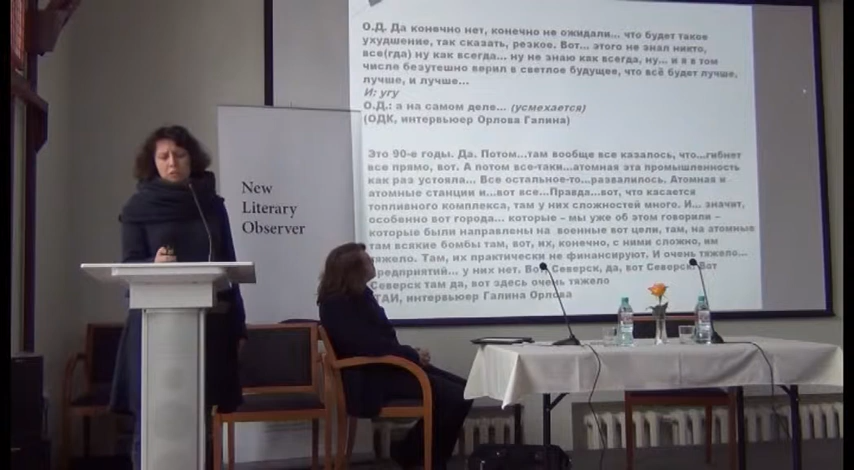 О.Д. Да конечно нет, конечно не ожидали... что будет такое
ухудшение, так сказать, резкое. Вот... этого не знал никто,
все(гда) ну как всегда... ну не знаю как всегда, ну... и я в том
числе безутешно верил в светлое будущее, что всё будет лучше,
лучше, и лучше...
И: угу
О.Д.: а на самом деле... (усмехается)
(ОДК, интервьюер Орлова Галина)
Это 90-е годы. Да. Потом...там вообще все казалось, что...гибнет
все прямо, вот. А потом все-таки...атомная эта промышленность
как раз устояла... Все остальное-то...развалилось. Атомная и
атомные станции и...вот все...Правда...вот, что касается
топливного комплекса, там у них сложностей много. И... значит,
особенно вот города... которые – мы уже об этом говорили –
которые были направлены на военные вот цели, там, на атомные
там всякие бомбы там, вот, их, конечно, с ними сложно, им
тяжело. Там, их практически не финансируют. И очень тяжело...
предприятий... у них нет. Вот Северск, да, вот Северск. Вот
Северск там да, вот здесь очень тяжело
ГДИ, интервьюер Галина Орлова
New
Literary
Observer